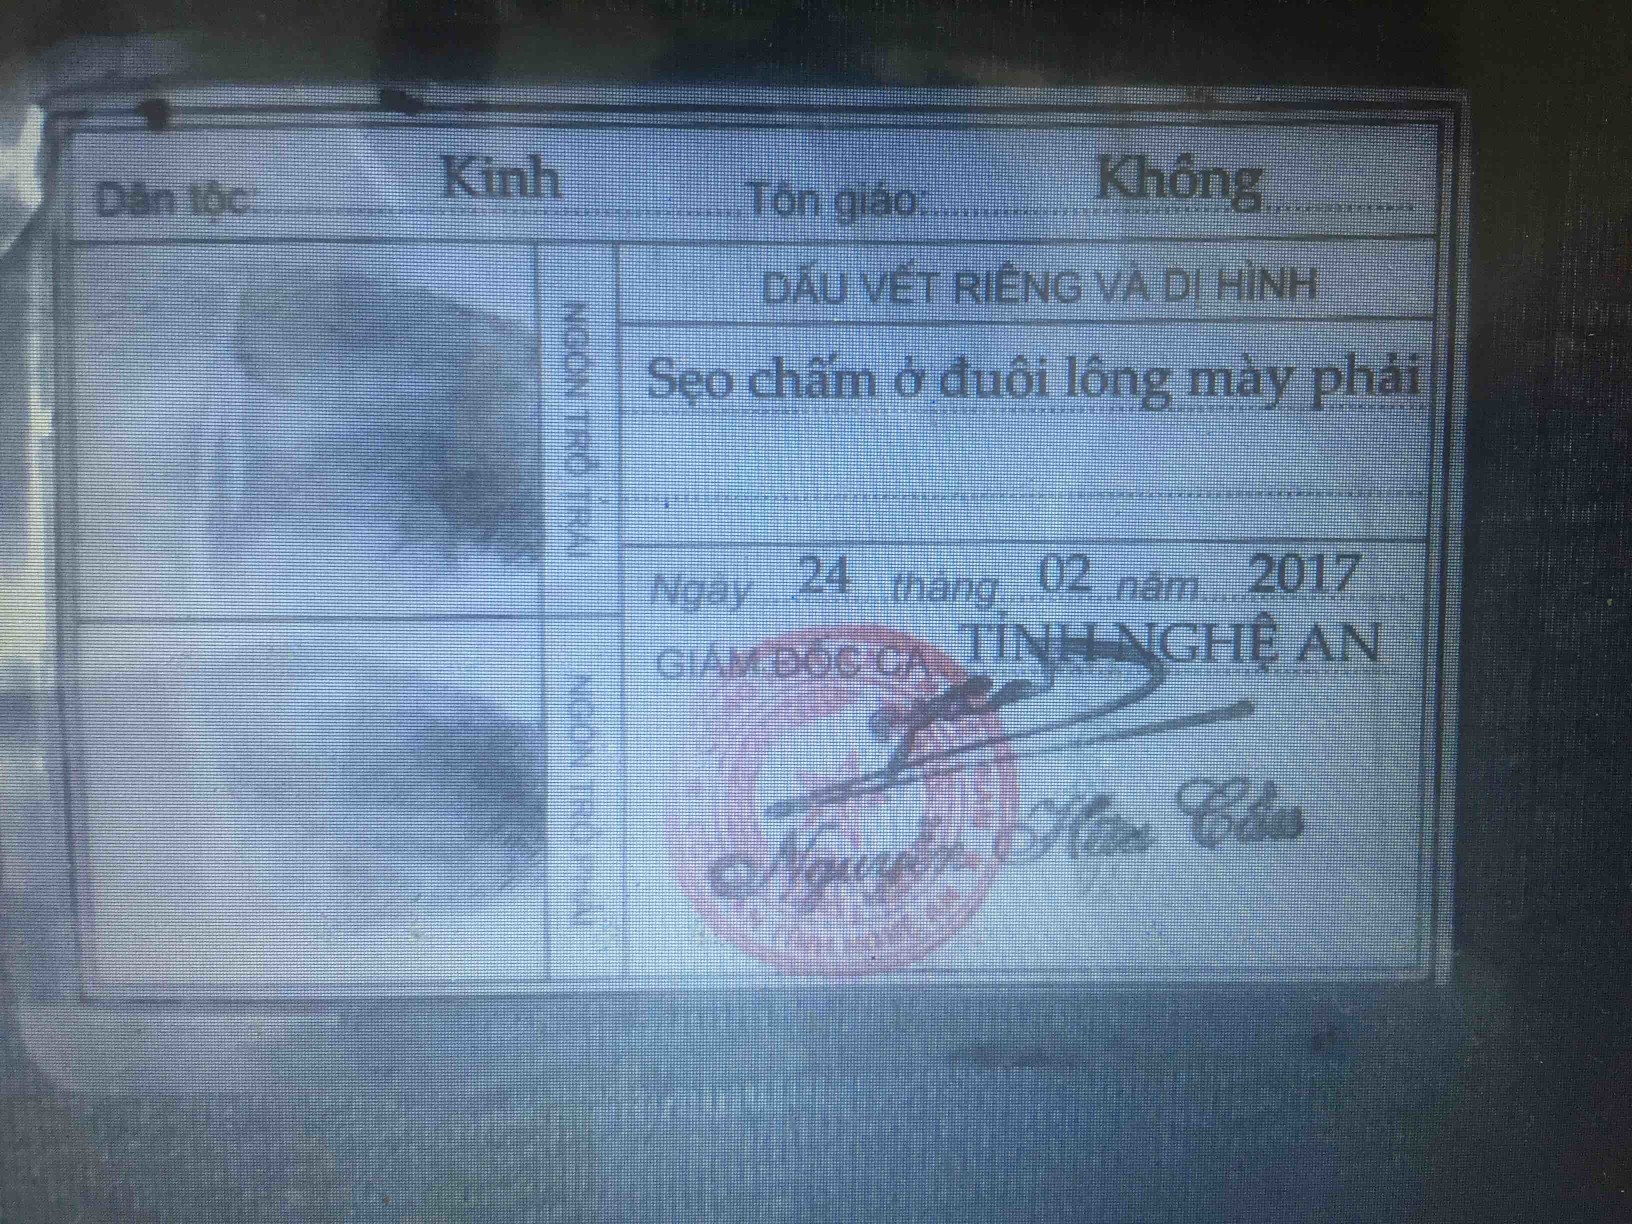 Dân tộc: Kinh Tôn giáo: Không
NGÓN TRỎ TRÁI
DẤU VẾT RIÊNG VÀ DỊ HÌNH
Sẹo chấm ở đuôi lông mày phải
Ngày 24 tháng 02 năm 2017
GIÁM ĐỐC CA TỈNH NGHỆ AN
NGÓN TRỎ PHẢI
Nguyễn Hữu Cầu